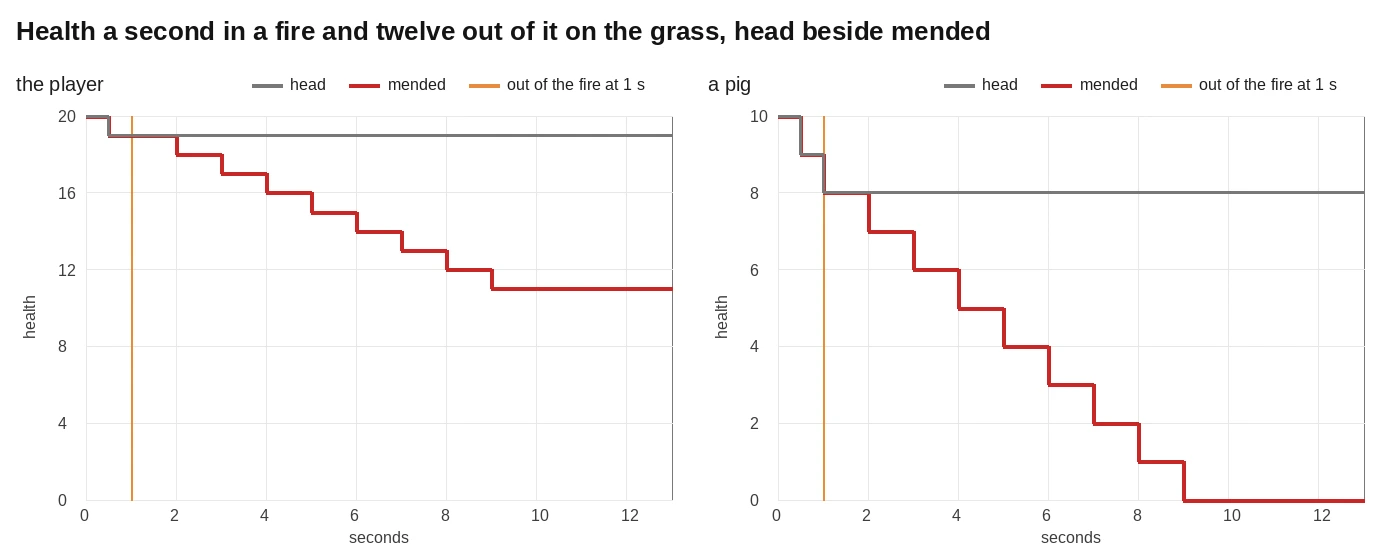 Health a second in a fire and twelve out of it on the grass, head beside mended
the player
head
mended
out of the fire at 1 s
20
16
12
8
4
0
health
0 2 4 6 8 10 12
seconds
a pig
head
mended
out of the fire at 1 s
10
8
6
4
2
0
health
0 2 4 6 8 10 12
seconds